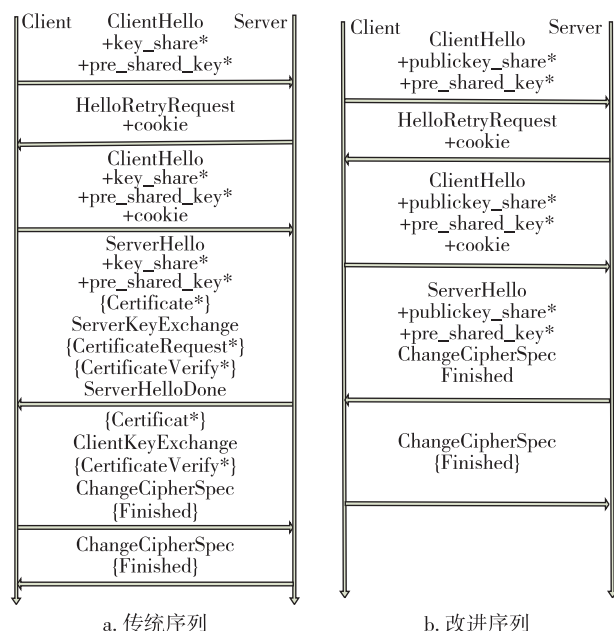 Client ClientHello Server
+key_share*
+pre_shared_key*
HelloRetryRequest
+cookie
ClientHello
+key_share*
+pre_shared_key*
+cookie
ServerHello
+key_share*
+pre_shared_key*
{Certificate*}
ServerKeyExchange
{CertificateRequest*}
{CertificateVerify*}
ServerHelloDone
{Certificat*}
ClientKeyExchange
{CertificateVerify*}
ChangeCipherSpec
{Finished}
ChangeCipherSpec
{Finished}
a. 传统序列
Client Server
ClientHello
+publickey_share*
+pre_shared_key*
HelloRetryRequest
+cookie
ClientHello
+publickey_share*
+pre_shared_key*
+cookie
ServerHello
+publickey_share*
+pre_shared_key*
ChangeCipherSpec
Finished
ChangeCipherSpec
{Finished}
b. 改进序列